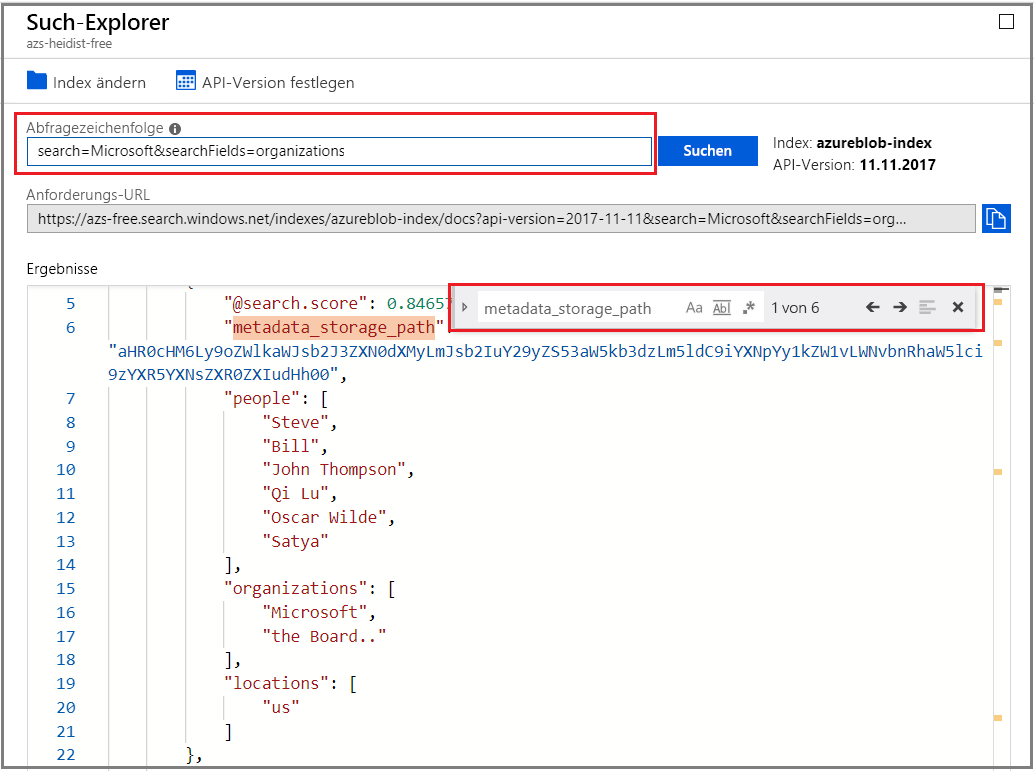 Such-Explorer
azs-heidist-free
Index ändern API-Version festlegen
Abfragezeichenfolge
search=Microsoft&searchFields=organizations
Suchen
Index: azureblob-index
API-Version: 11.11.2017
Anforderungs-URL
https://azs-free.search.windows.net/indexes/azureblob-index/docs?api-version=2017-11-11&search=Microsoft&searchFields=org...
Ergebnisse
metadata_storage_path Aa Abl .* 1 von 6
5 "@search.score": 0.84657
6 "metadata_storage_path"
"aHR0cHM6Ly9oZWlkaWJsb2J3ZXN0dXMyLmJsb2IuY29yZS53aW5kb3dzLm5ldC9iYXNpYy1kZW1vLWNvbnRhaW5lci
9zYXR5YXNsZXR0ZXIudHh00",
7 "people": [
8 "Steve",
9 "Bill",
10 "John Thompson",
11 "Qi Lu",
12 "Oscar Wilde",
13 "Satya"
14 ],
15 "organizations": [
16 "Microsoft",
17 "the Board.."
18 ],
19 "locations": [
20 "us"
21 ]
22 },